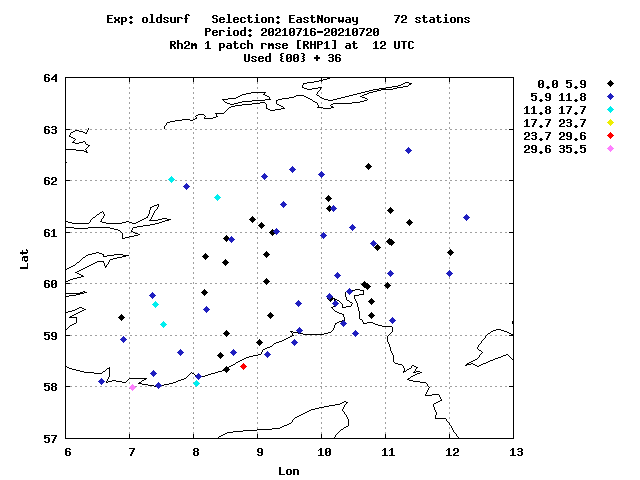 Exp: oldsurf   Selection: EastNorway     72 stations
Period: 20210716-20210720
Rh2m 1 patch rmse [RHP1] at  12 UTC
Used {00} + 36
0.0 5.9
5.9 11.8
11.8 17.7
17.7 23.7
23.7 29.6
29.6 35.5
64
63
62
61
60
59
58
57
Lat
6 7 8 9 10 11 12 13
Lon